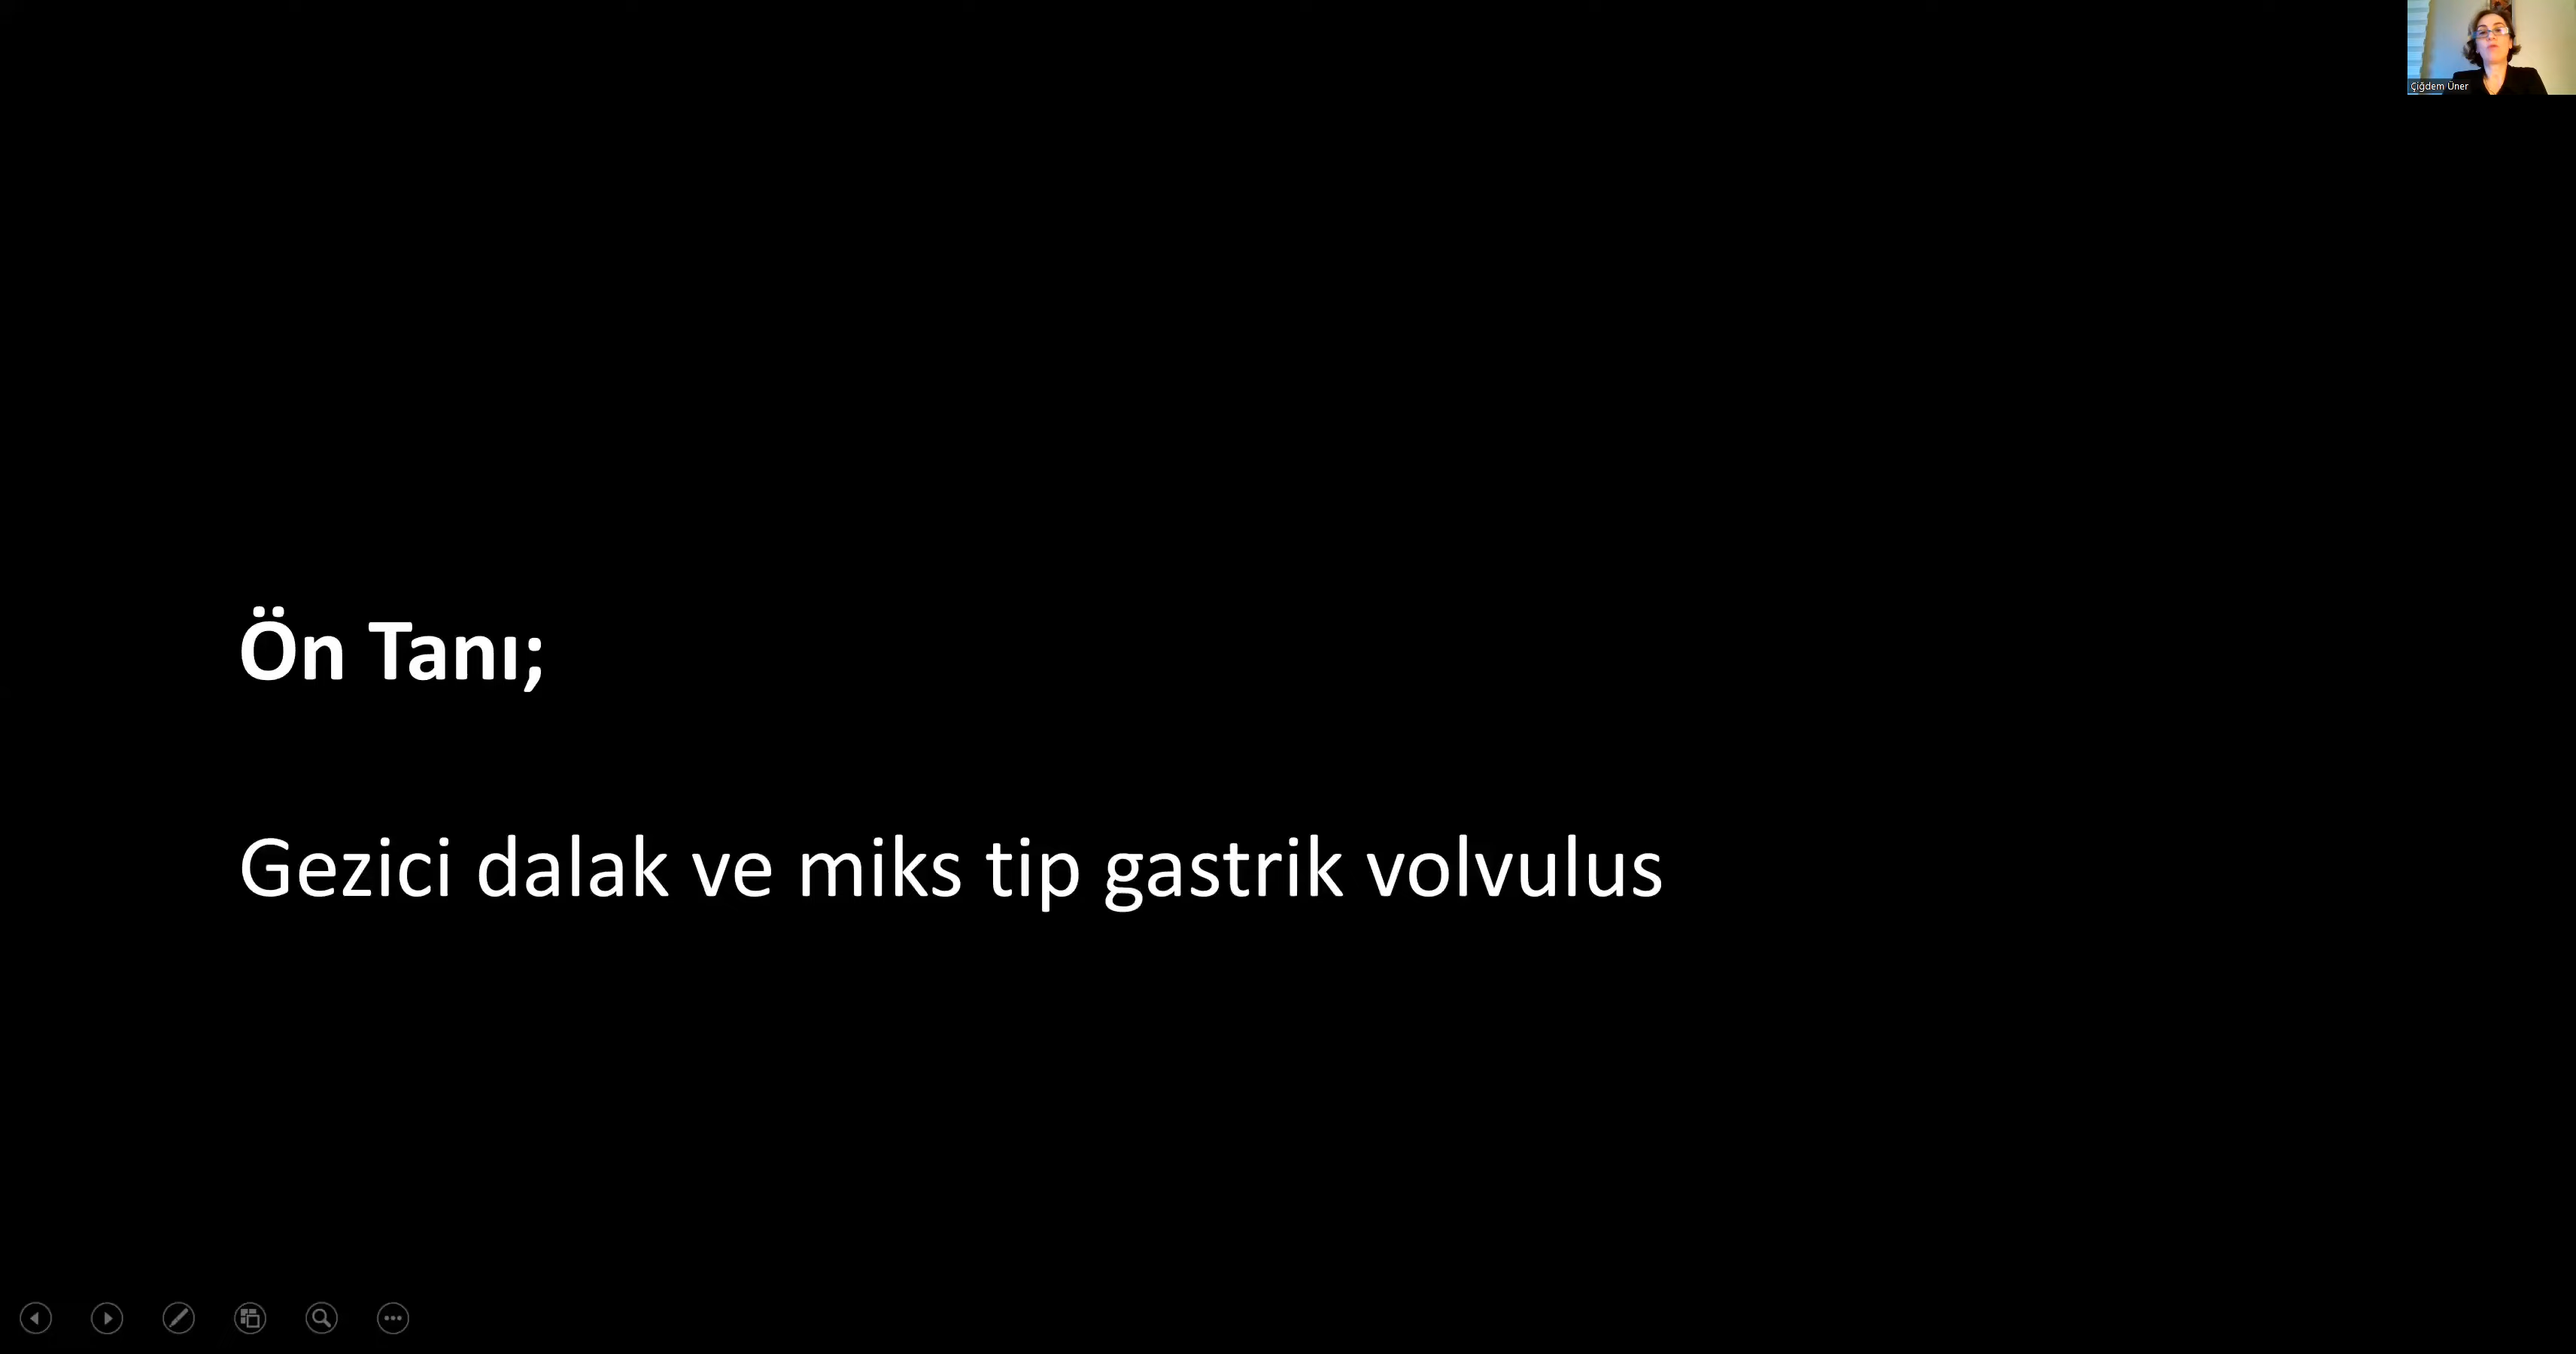 Çiğdem Üner
Ön Tanı;
Gezici dalak ve miks tip gastrik volvulus